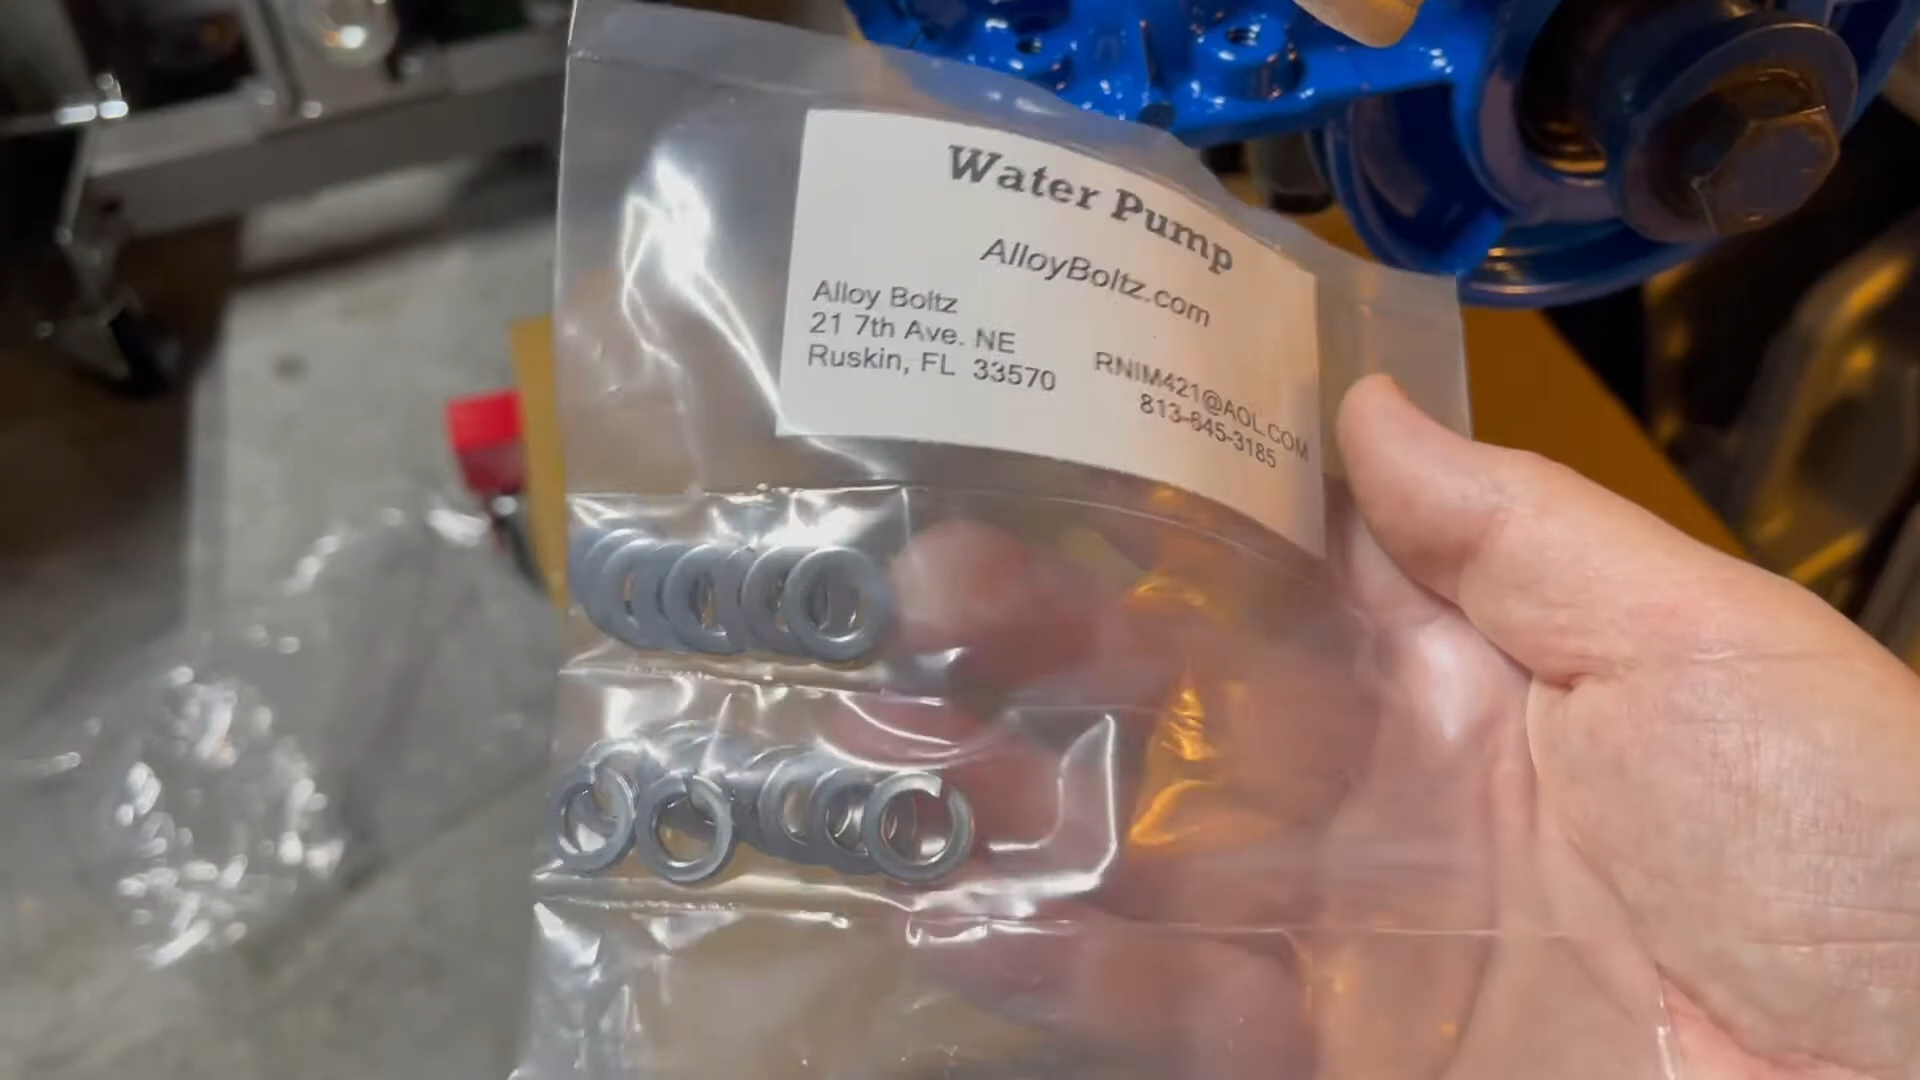 Water Pump
AlloyBoltz.com
Alloy Boltz
21 7th Ave. NE
Ruskin, FL 33570
RNIM421@AOL.COM
813-645-3185